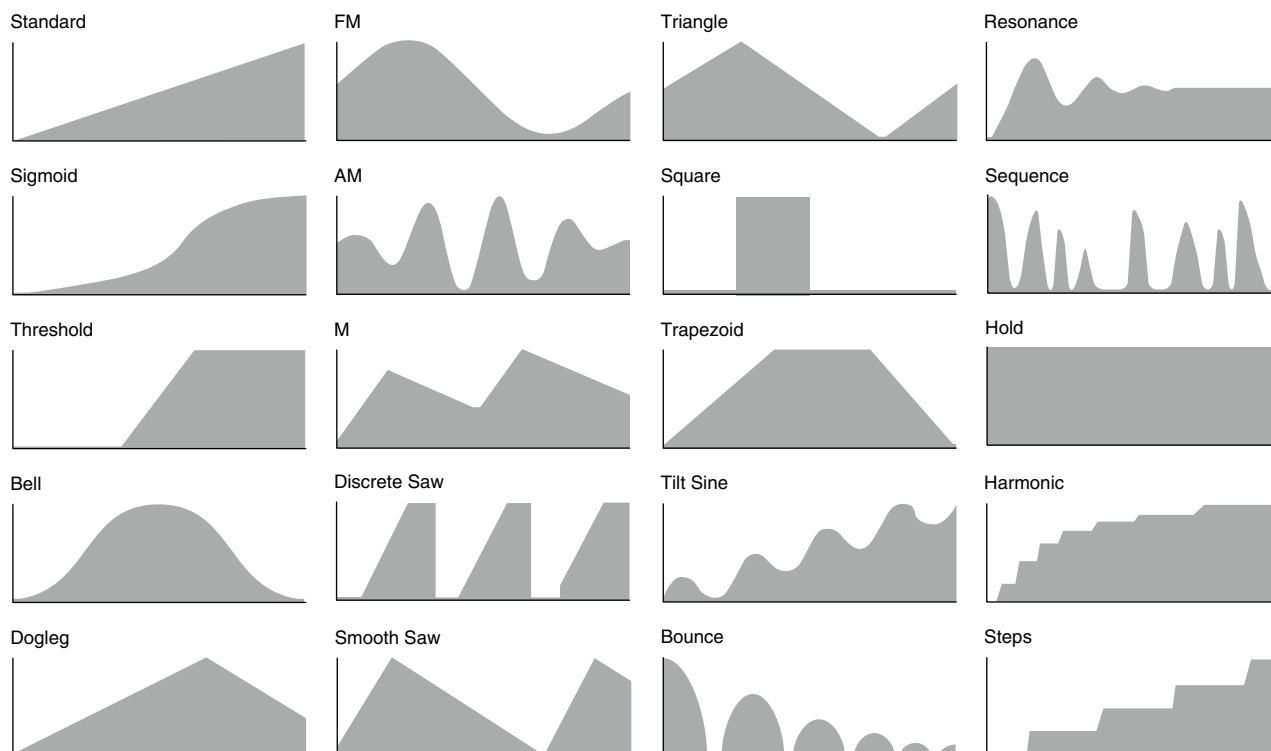 Standard
FM
Triangle
Resonance
Sigmoid
AM
Square
Sequence
Threshold
M
Trapezoid
Hold
Bell
Discrete Saw
Tilt Sine
Harmonic
Dogleg
Smooth Saw
Bounce
Steps